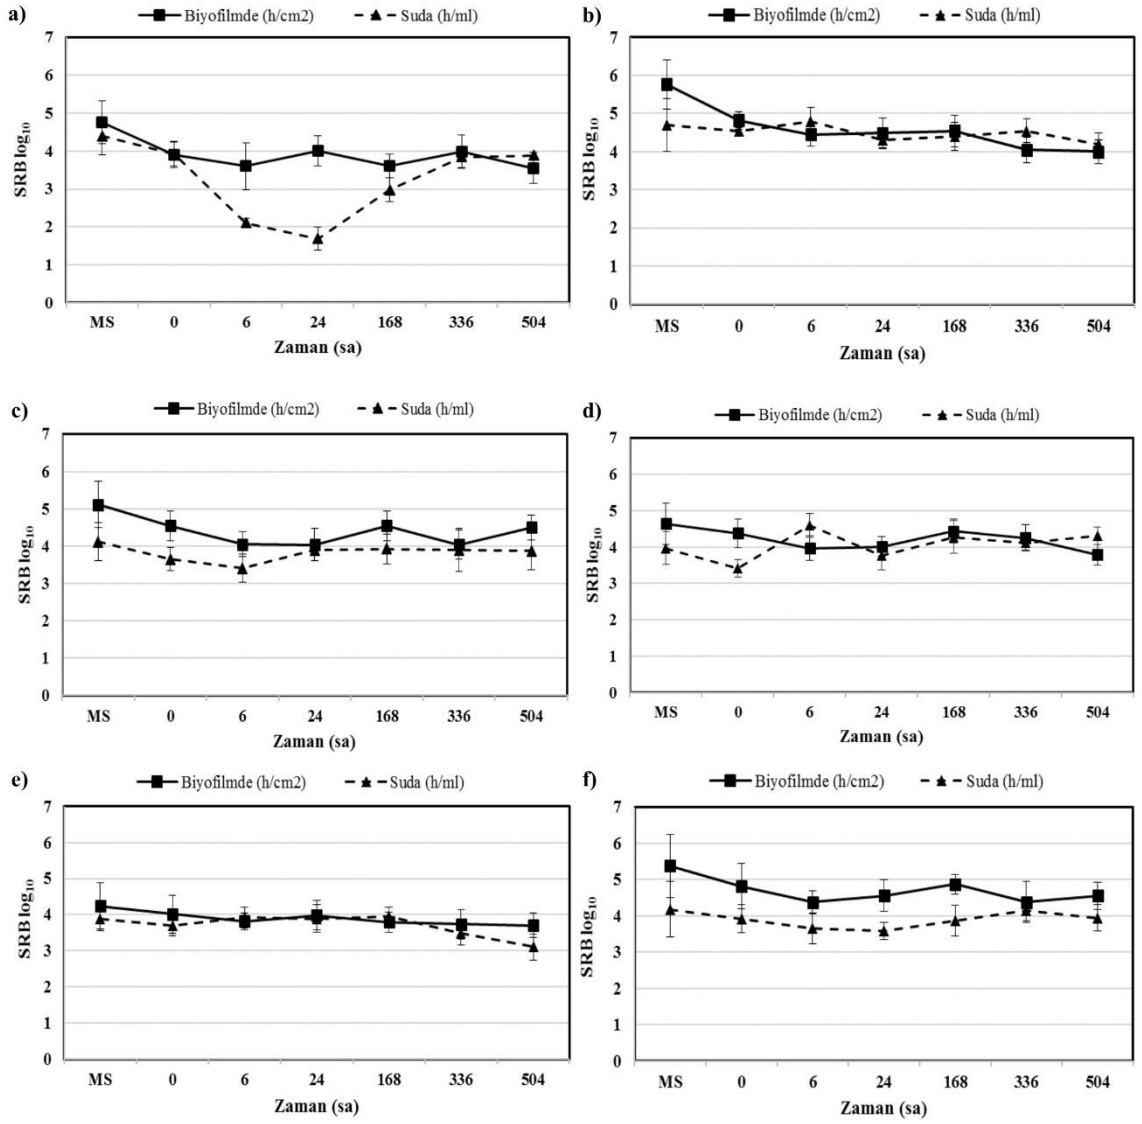 a)
Biyofilmde (h/cm2) Suda (h/ml)
7
6
5
4
3
2
1
0
SRB log10
MS 0 6 24 168 336 504
Zaman (sa)
b)
Biyofilmde (h/cm2) Suda (h/ml)
7
6
5
4
3
2
1
0
SRB log10
MS 0 6 24 168 336 504
Zaman (sa)
c)
Biyofilmde (h/cm2) Suda (h/ml)
7
6
5
4
3
2
1
0
SRB log10
MS 0 6 24 168 336 504
Zaman (sa)
d)
Biyofilmde (h/cm2) Suda (h/ml)
7
6
5
4
3
2
1
0
SRB log10
MS 0 6 24 168 336 504
Zaman (sa)
e)
Biyofilmde (h/cm2) Suda (h/ml)
7
6
5
4
3
2
1
0
SRB log10
MS 0 6 24 168 336 504
Zaman (sa)
f)
Biyofilmde (h/cm2) Suda (h/ml)
7
6
5
4
3
2
1
0
SRB log10
MS 0 6 24 168 336 504
Zaman (sa)